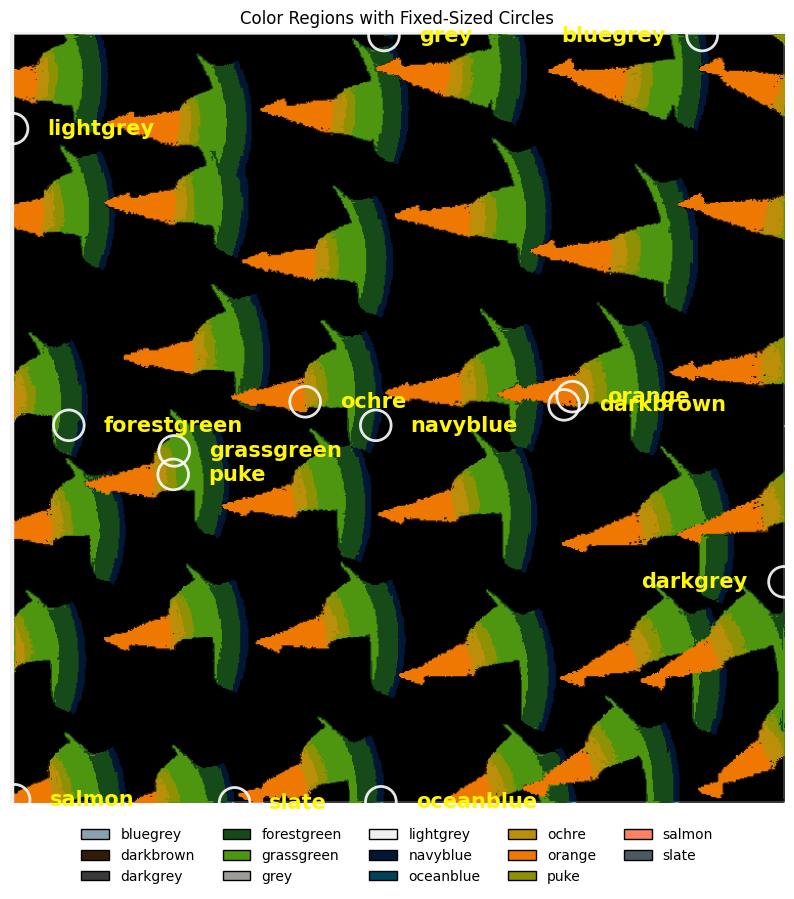 Color Regions with Fixed-Sized Circles
grey
bluegrey
lightgrey
orange
ochre
darkbrown
forestgreen
navyblue
grassgreen
puke
darkgrey
salmon
slate
oceanblue
bluegrey forestgreen lightgrey ochre salmon
darkbrown grassgreen navyblue orange slate
darkgrey grey oceanblue puke